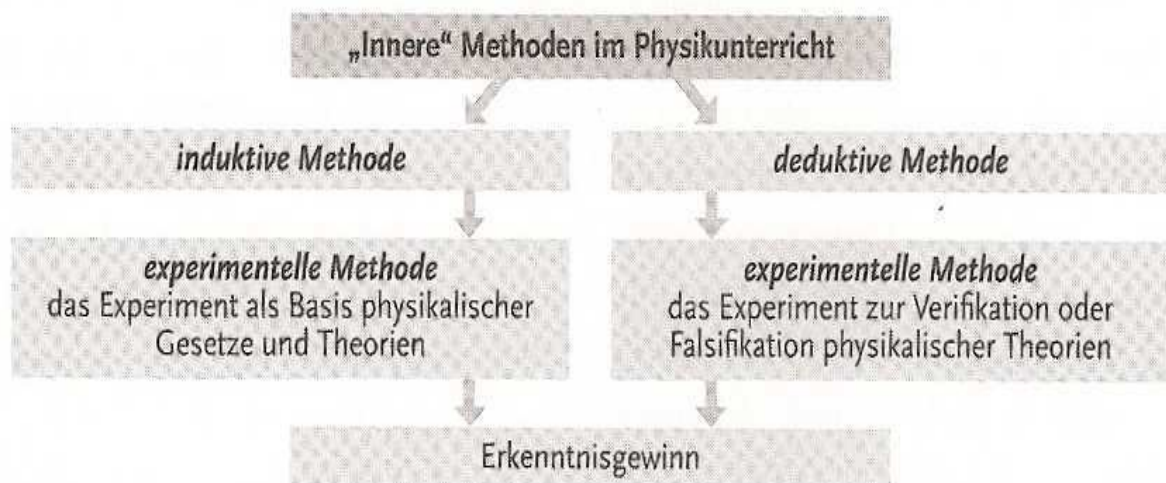 „Innere“ Methoden im Physikunterricht
induktive Methode
deduktive Methode
experimentelle Methode
das Experiment als Basis physikalischer
Gesetze und Theorien
experimentelle Methode
das Experiment zur Verifikation oder
Falsifikation physikalischer Theorien
Erkenntnisgewinn